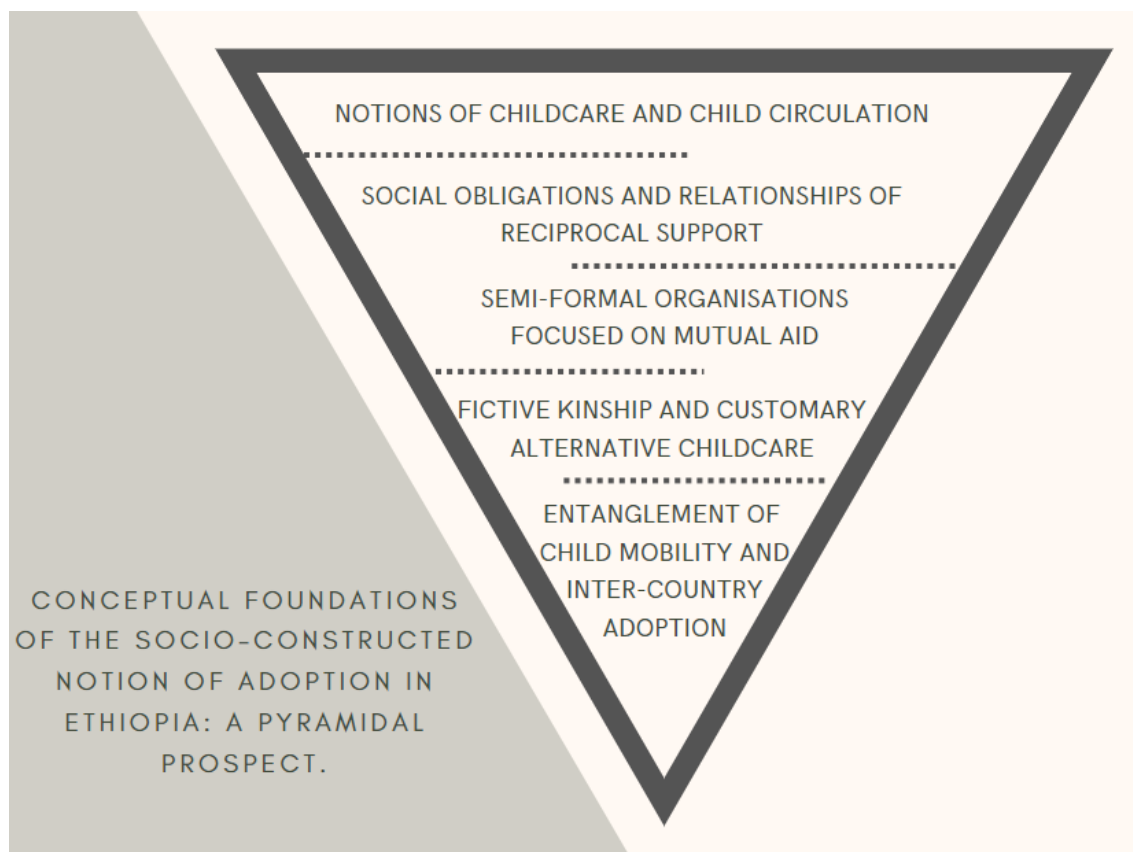 NOTIONS OF CHILDCARE AND CHILD CIRCULATION
SOCIAL OBLIGATIONS AND RELATIONSHIPS OF
RECIPROCAL SUPPORT
SEMI-FORMAL ORGANISATIONS
FOCUSED ON MUTUAL AID
FICTIVE KINSHIP AND CUSTOMARY
ALTERNATIVE CHILDCARE
ENTANGLEMENT OF
CHILD MOBILITY AND
INTER-COUNTRY
ADOPTION
CONCEPTUAL FOUNDATIONS
OF THE SOCIO-CONSTRUCTED
NOTION OF ADOPTION IN
ETHIOPIA: A PYRAMIDAL
PROSPECT.